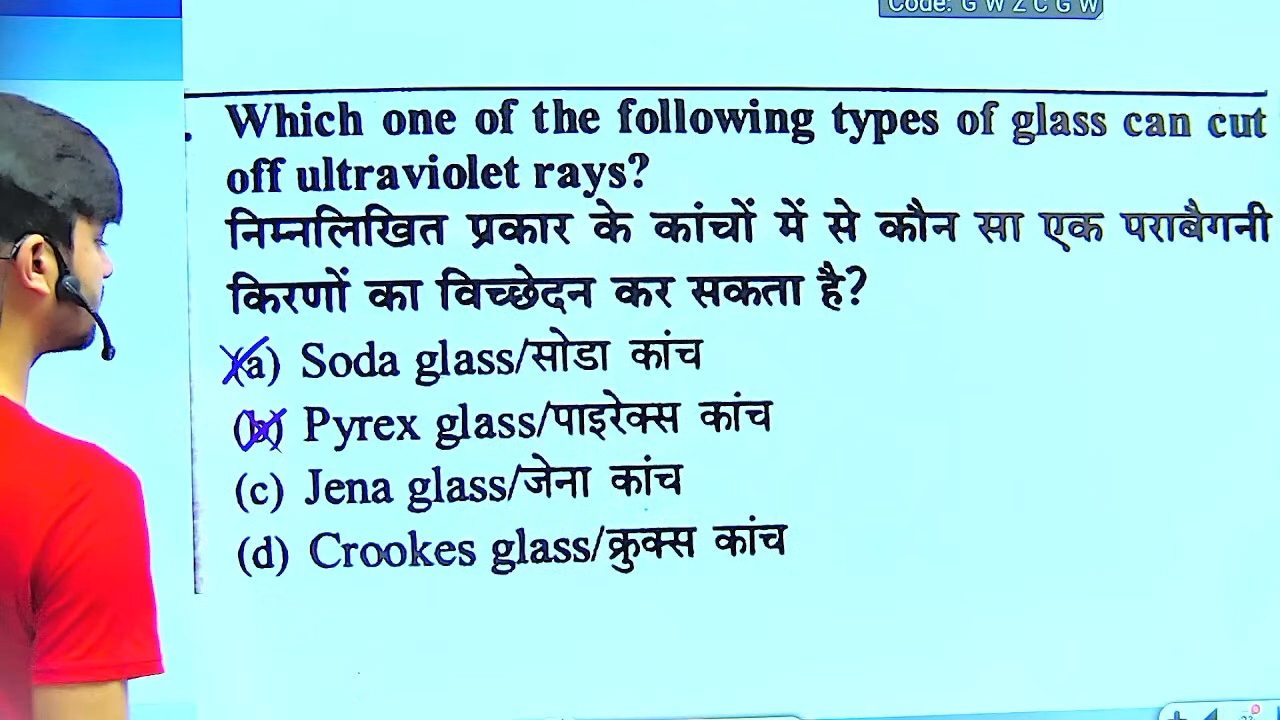 Code: G W Z C G W
Which one of the following types of glass can cut
off ultraviolet rays?
निम्नलिखित प्रकार के कांचों में से कौन सा एक पराबैगनी
किरणों का विच्छेदन कर सकता है?
(a) Soda glass/सोडा कांच
(b) Pyrex glass/पाइरेक्स कांच
(c) Jena glass/जेना कांच
(d) Crookes glass/क्रुक्स कांच